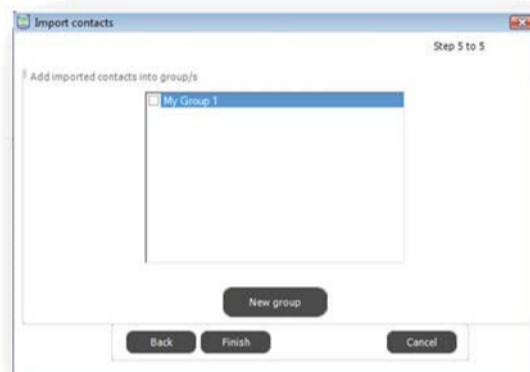 Import contacts
Step 5 to 5
Add imported contacts into group/s
My Group 1
New group
Back Finish Cancel